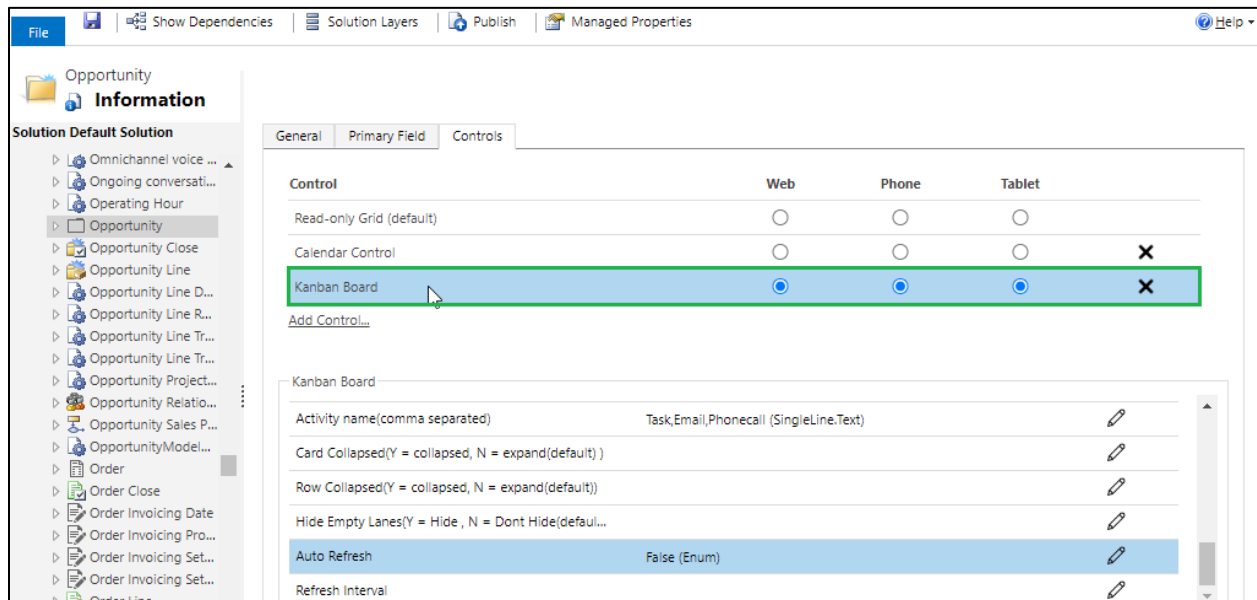 File
Show Dependencies
Solution Layers
Publish
Managed Properties
Help
Opportunity
Information
Solution Default Solution
Omnichannel voice ...
Ongoing conversati...
Operating Hour
Opportunity
Opportunity Close
Opportunity Line
Opportunity Line D...
Opportunity Line R...
Opportunity Line Tr...
Opportunity Line Tr...
Opportunity Project...
Opportunity Relatio...
Opportunity Sales P...
OpportunityModel...
Order
Order Close
Order Invoicing Date
Order Invoicing Pro...
Order Invoicing Set...
Order Invoicing Set...
Order Line
General Primary Field Controls
Control Web Phone Tablet
Read-only Grid (default)
Calendar Control
Kanban Board
Add Control...
Kanban Board
Activity name(comma separated) Task,Email,Phonecall (SingleLine.Text)
Card Collapsed(Y = collapsed, N = expand(default) )
Row Collapsed(Y = collapsed, N = expand(default))
Hide Empty Lanes(Y = Hide , N = Dont Hide(defaul...
Auto Refresh False (Enum)
Refresh Interval